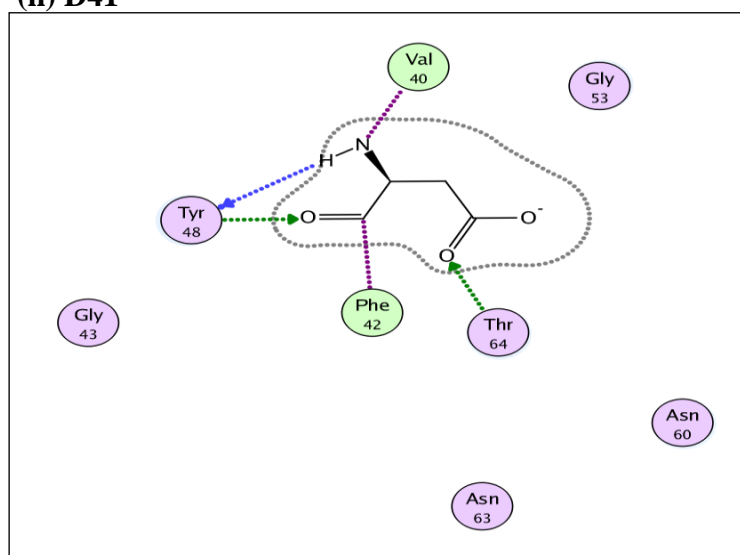 (ii) D41
Val
40
Gly
53
N
H
Tyr
48
O
O-
O
Gly
43
Phe
42
Thr
64
Asn
60
Asn
63